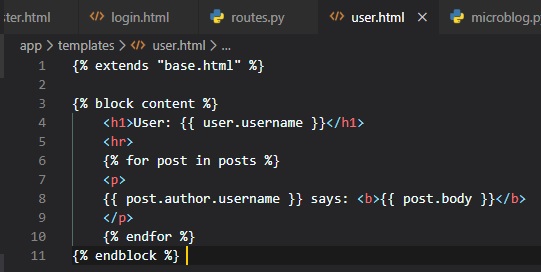 ster.html login.html routes.py user.html × microblog.p
app > templates > user.html > ...
1 {% extends "base.html" %}
2
3 {% block content %}
4 <h1>User: {{ user.username }}</h1>
5 <hr>
6 {% for post in posts %}
7 <p>
8 {{ post.author.username }} says: <b>{{ post.body }}</b>
9 </p>
10 {% endfor %}
11 {% endblock %}